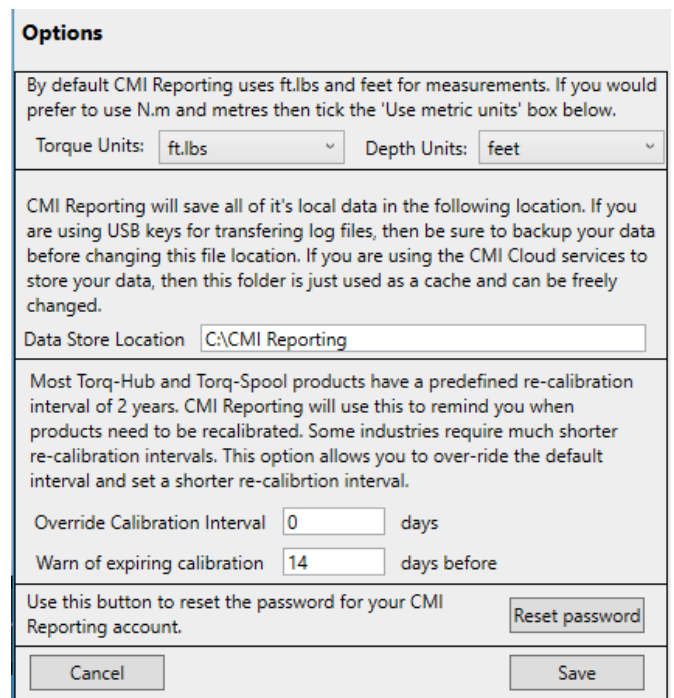 Options
By default CMI Reporting uses ft.lbs and feet for measurements. If you would
prefer to use N.m and metres then tick the 'Use metric units' box below.
Torque Units: ft.lbs Depth Units: feet
CMI Reporting will save all of it's local data in the following location. If you
are using USB keys for transfering log files, then be sure to backup your data
before changing this file location. If you are using the CMI Cloud services to
store your data, then this folder is just used as a cache and can be freely
changed.
Data Store Location C:\CMI Reporting
Most Torq-Hub and Torq-Spool products have a predefined re-calibration
interval of 2 years. CMI Reporting will use this to remind you when
products need to be recalibrated. Some industries require much shorter
re-calibration intervals. This option allows you to over-ride the default
interval and set a shorter re-calibrtion interval.
Override Calibration Interval 0 days
Warn of expiring calibration 14 days before
Use this button to reset the password for your CMI
Reporting account.
Reset password
Cancel Save